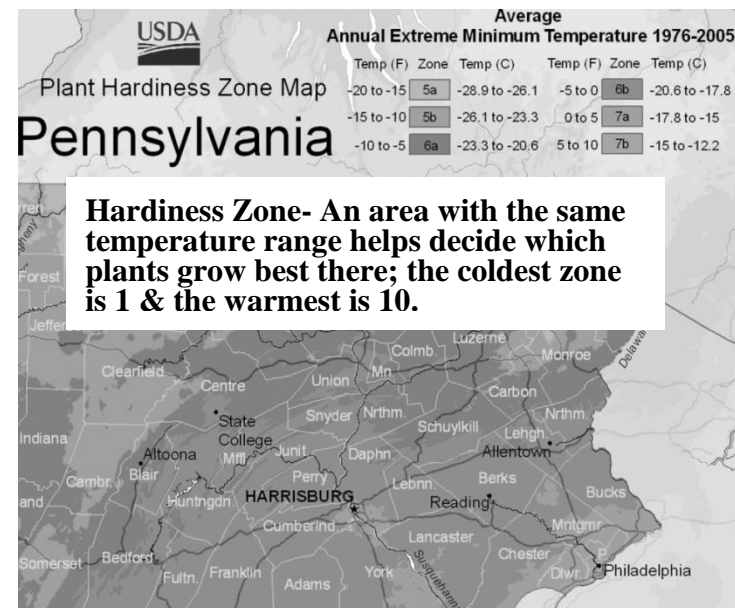 USDA
Plant Hardiness Zone Map
Pennsylvania
Average
Annual Extreme Minimum Temperature 1976-2005
Temp (F) Zone Temp (C) Temp (F) Zone Temp (C)
-20 to -15 5a -28.9 to -26.1 -5 to 0 6b -20.6 to -17.8
-15 to -10 5b -26.1 to -23.3 0 to 5 7a -17.8 to -15
-10 to -5 6a -23.3 to -20.6 5 to 10 7b -15 to -12.2
Hardiness Zone- An area with the same
temperature range helps decide which
plants grow best there; the coldest zone
is 1 & the warmest is 10.
Forest
Jeffer
Luzerne
Colmb.
Monroe
Delawa
Clearfield
Centre
Union
Mn
Carbon
State
College
Snyder
Nrthm.
Schuylkill
Nrthm.
Lehgh
Indiana
Altoona
Mffl
Junit
Daphn
Allentown
Cambr.
Blair
Perry
Lebnn.
Berks
Bucks
and
Huntngdn.
HARRISBURG
Reading
Cumberlnd
Mntgmr
Lancaster
Somerset
Bedford
Chester
P
Fultn.
Franklin
Adams
York
Susquehann
Dlwr
Philadelphia